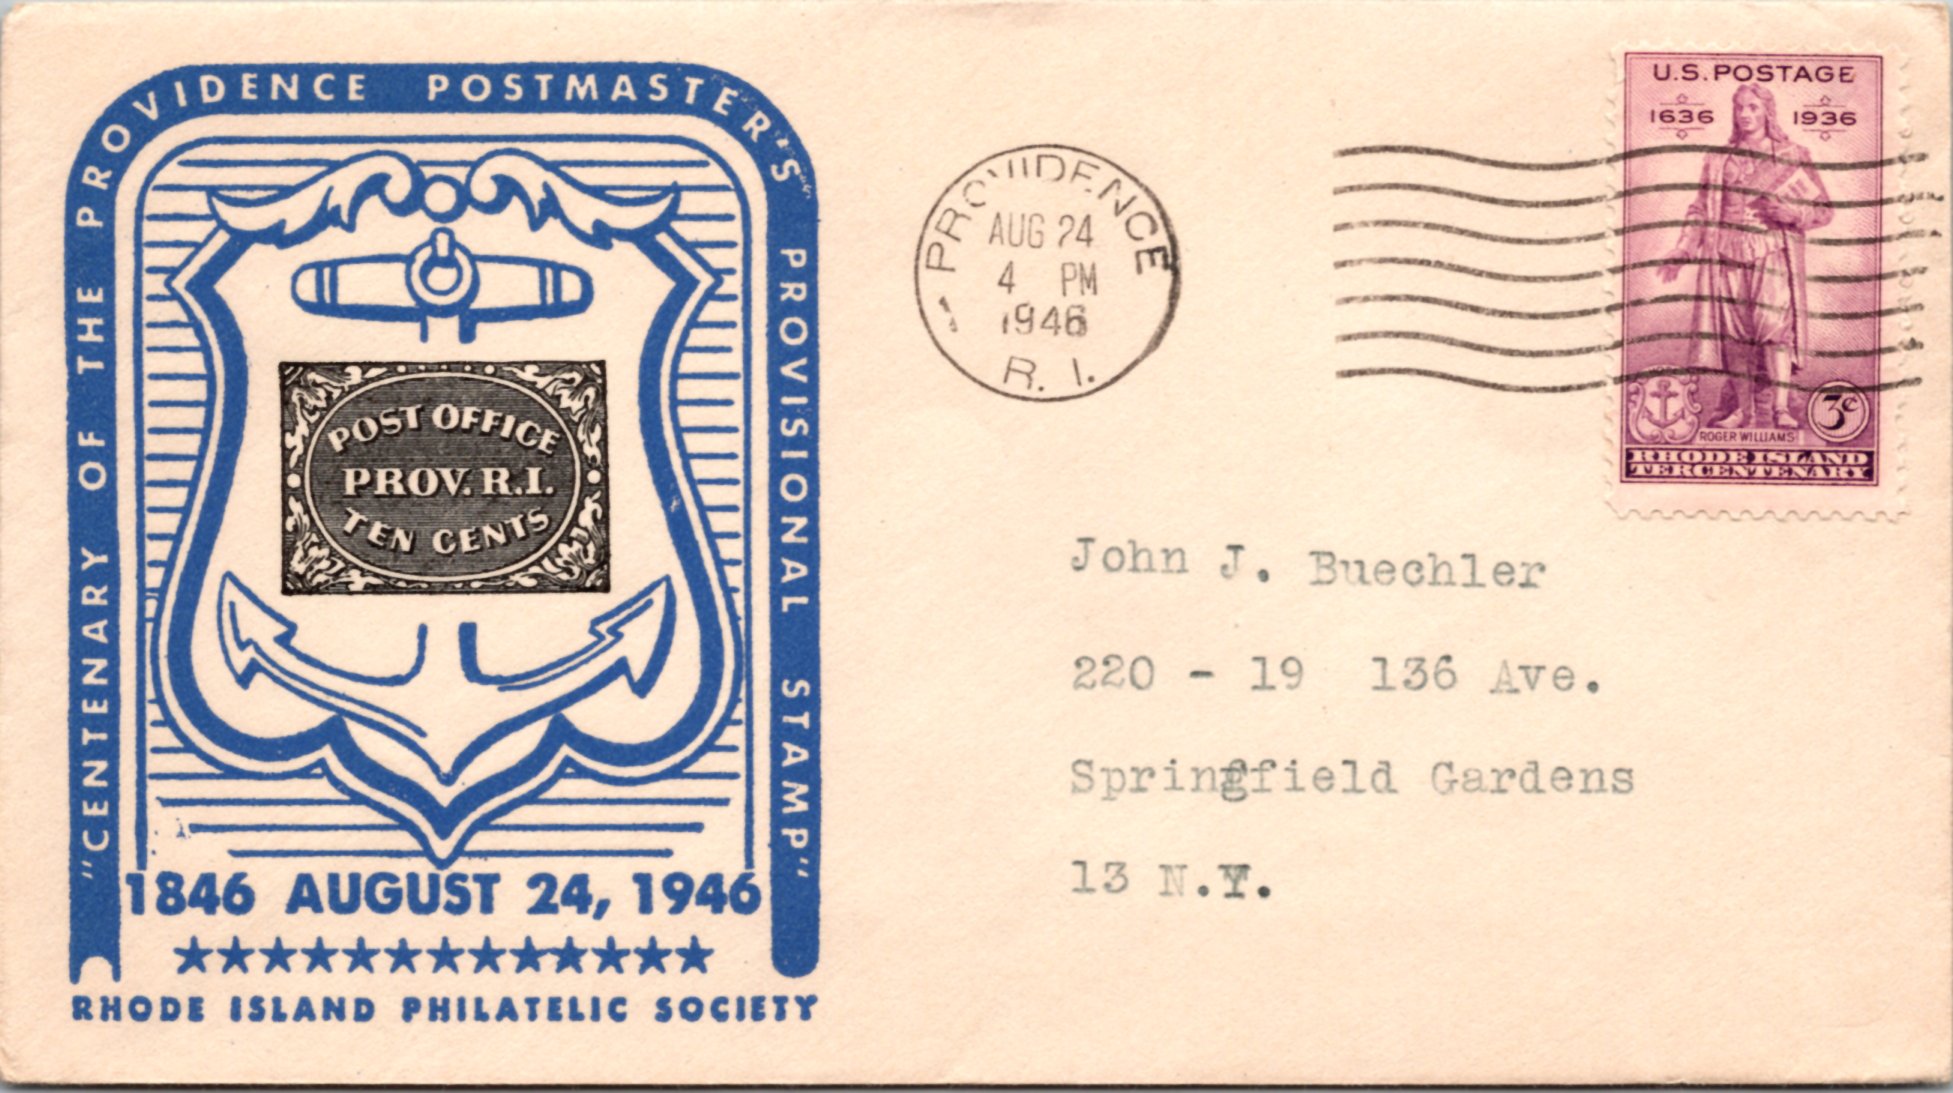 "CENTENARY OF THE PROVIDENCE POSTMASTER'S PROVISIONAL STAMP"
POST OFFICE
PROV. R.I.
TEN CENTS
1846 AUGUST 24, 1946
RHODE ISLAND PHILATELIC SOCIETY
PROVIDENCE
AUG 24
4 PM
1946
R. I.
U.S. POSTAGE
1636 1936
3¢
ROGER WILLIAMS
RHODE ISLAND
TERCENTENARY
John J. Buechler
220 - 19 136 Ave.
Springfield Gardens
13 N.Y.